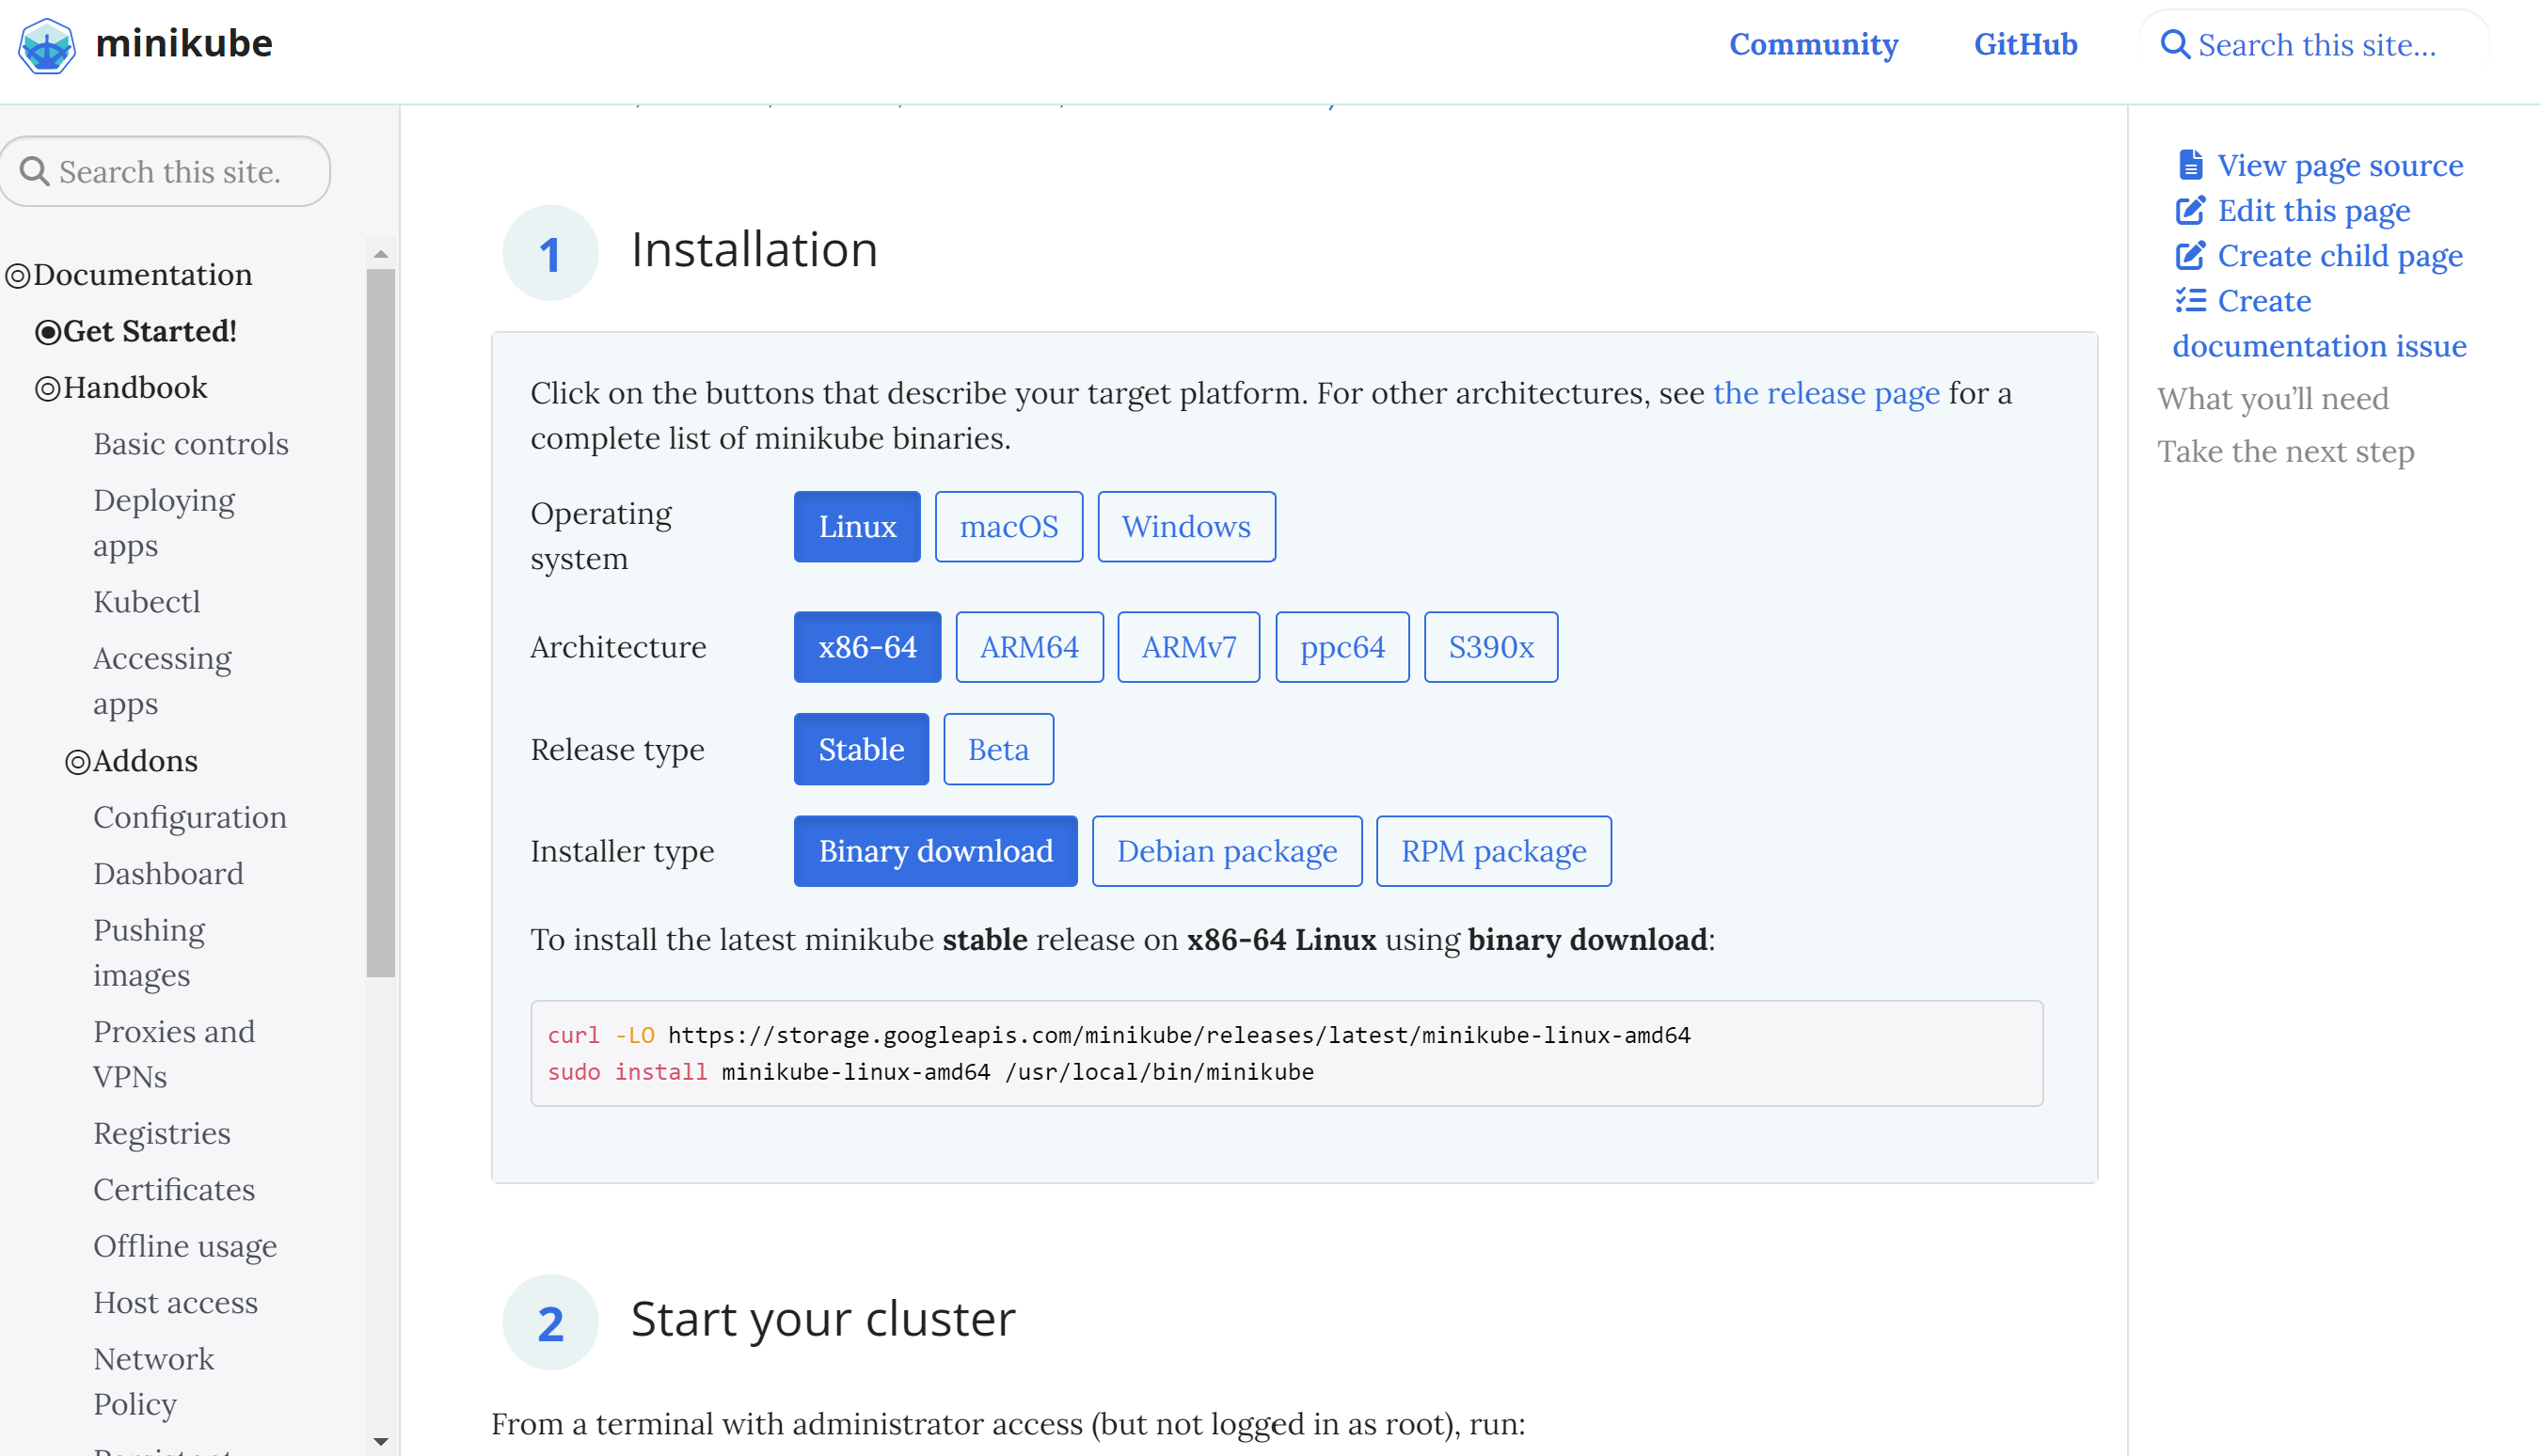 minikube
Community
GitHub
Search this site…
Search this site.
Documentation
Get Started!
Handbook
Basic controls
Deploying
apps
Kubectl
Accessing
apps
Addons
Configuration
Dashboard
Pushing
images
Proxies and
VPNs
Registries
Certificates
Offline usage
Host access
Network
Policy
1
Installation
Click on the buttons that describe your target platform. For other architectures, see the release page for a
complete list of minikube binaries.
Operating
system
Linux macOS Windows
Architecture x86-64 ARM64 ARMv7 ppc64 S390x
Release type Stable Beta
Installer type Binary download Debian package RPM package
To install the latest minikube stable release on x86-64 Linux using binary download:
curl -LO https://storage.googleapis.com/minikube/releases/latest/minikube-linux-amd64
sudo install minikube-linux-amd64 /usr/local/bin/minikube
2
Start your cluster
From a terminal with administrator access (but not logged in as root), run:
View page source
Edit this page
Create child page
Create
documentation issue
What you’ll need
Take the next step